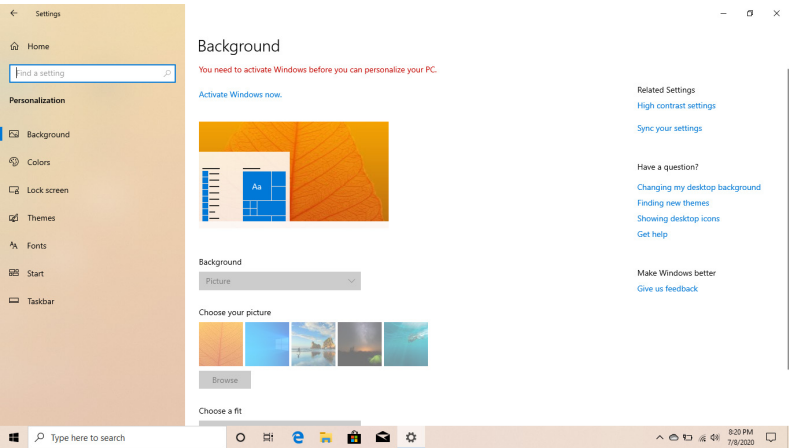 Settings
Home
Find a setting
Personalization
Background
Colors
Lock screen
Themes
Fonts
Start
Taskbar
Background
You need to activate Windows before you can personalize your PC.
Activate Windows now.
Aa
Background
Picture
Choose your picture
Browse
Choose a fit
Related Settings
High contrast settings
Sync your settings
Have a question?
Changing my desktop background
Finding new themes
Showing desktop icons
Get help
Make Windows better
Give us feedback
Type here to search
8:20 PM
7/8/2020